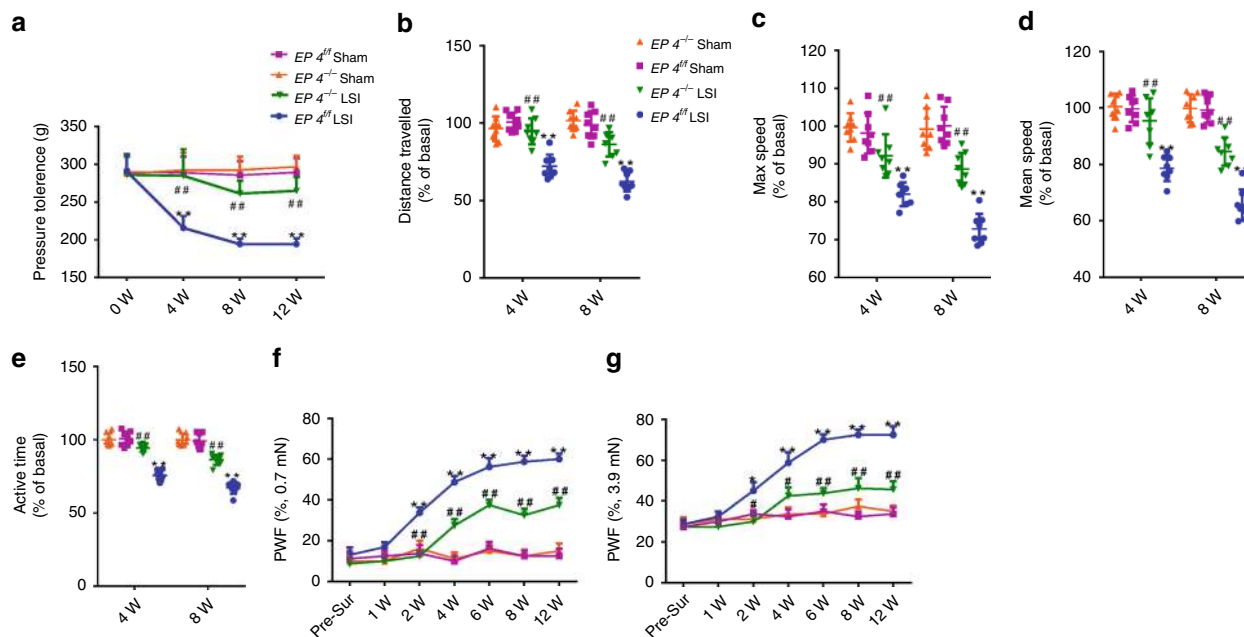 a
EP 4f/f Sham
EP 4–/– Sham
EP 4–/– LSI
EP 4f/f LSI
Pressure tolerence (g)
350
300
250
200
150
##
##
##
**
**
**
0 W
4 W
8 W
12 W
b
EP 4–/– Sham
EP 4f/f Sham
EP 4–/– LSI
EP 4f/f LSI
Distance travelled
(% of basal)
150
100
50
0
##
**
##
**
4 W
8 W
c
Max speed
(% of basal)
120
100
90
80
70
60
##
**
##
**
4 W
8 W
d
Mean speed
(% of basal)
120
100
80
60
40
##
**
##
*
4 W
8 W
e
Active time
(% of basal)
150
100
50
0
##
**
##
**
4 W
8 W
f
PWF (%, 0.7 mN)
80
60
40
20
0
**
**
**
**
**
##
##
##
##
##
Pre-Sur
1 W
2 W
4 W
6 W
8 W
12 W
g
PWF (%, 3.9 mN)
80
60
40
20
0
*
**
**
**
**
#
#
##
##
##
Pre-Sur
1 W
2 W
4 W
6 W
8 W
12 W